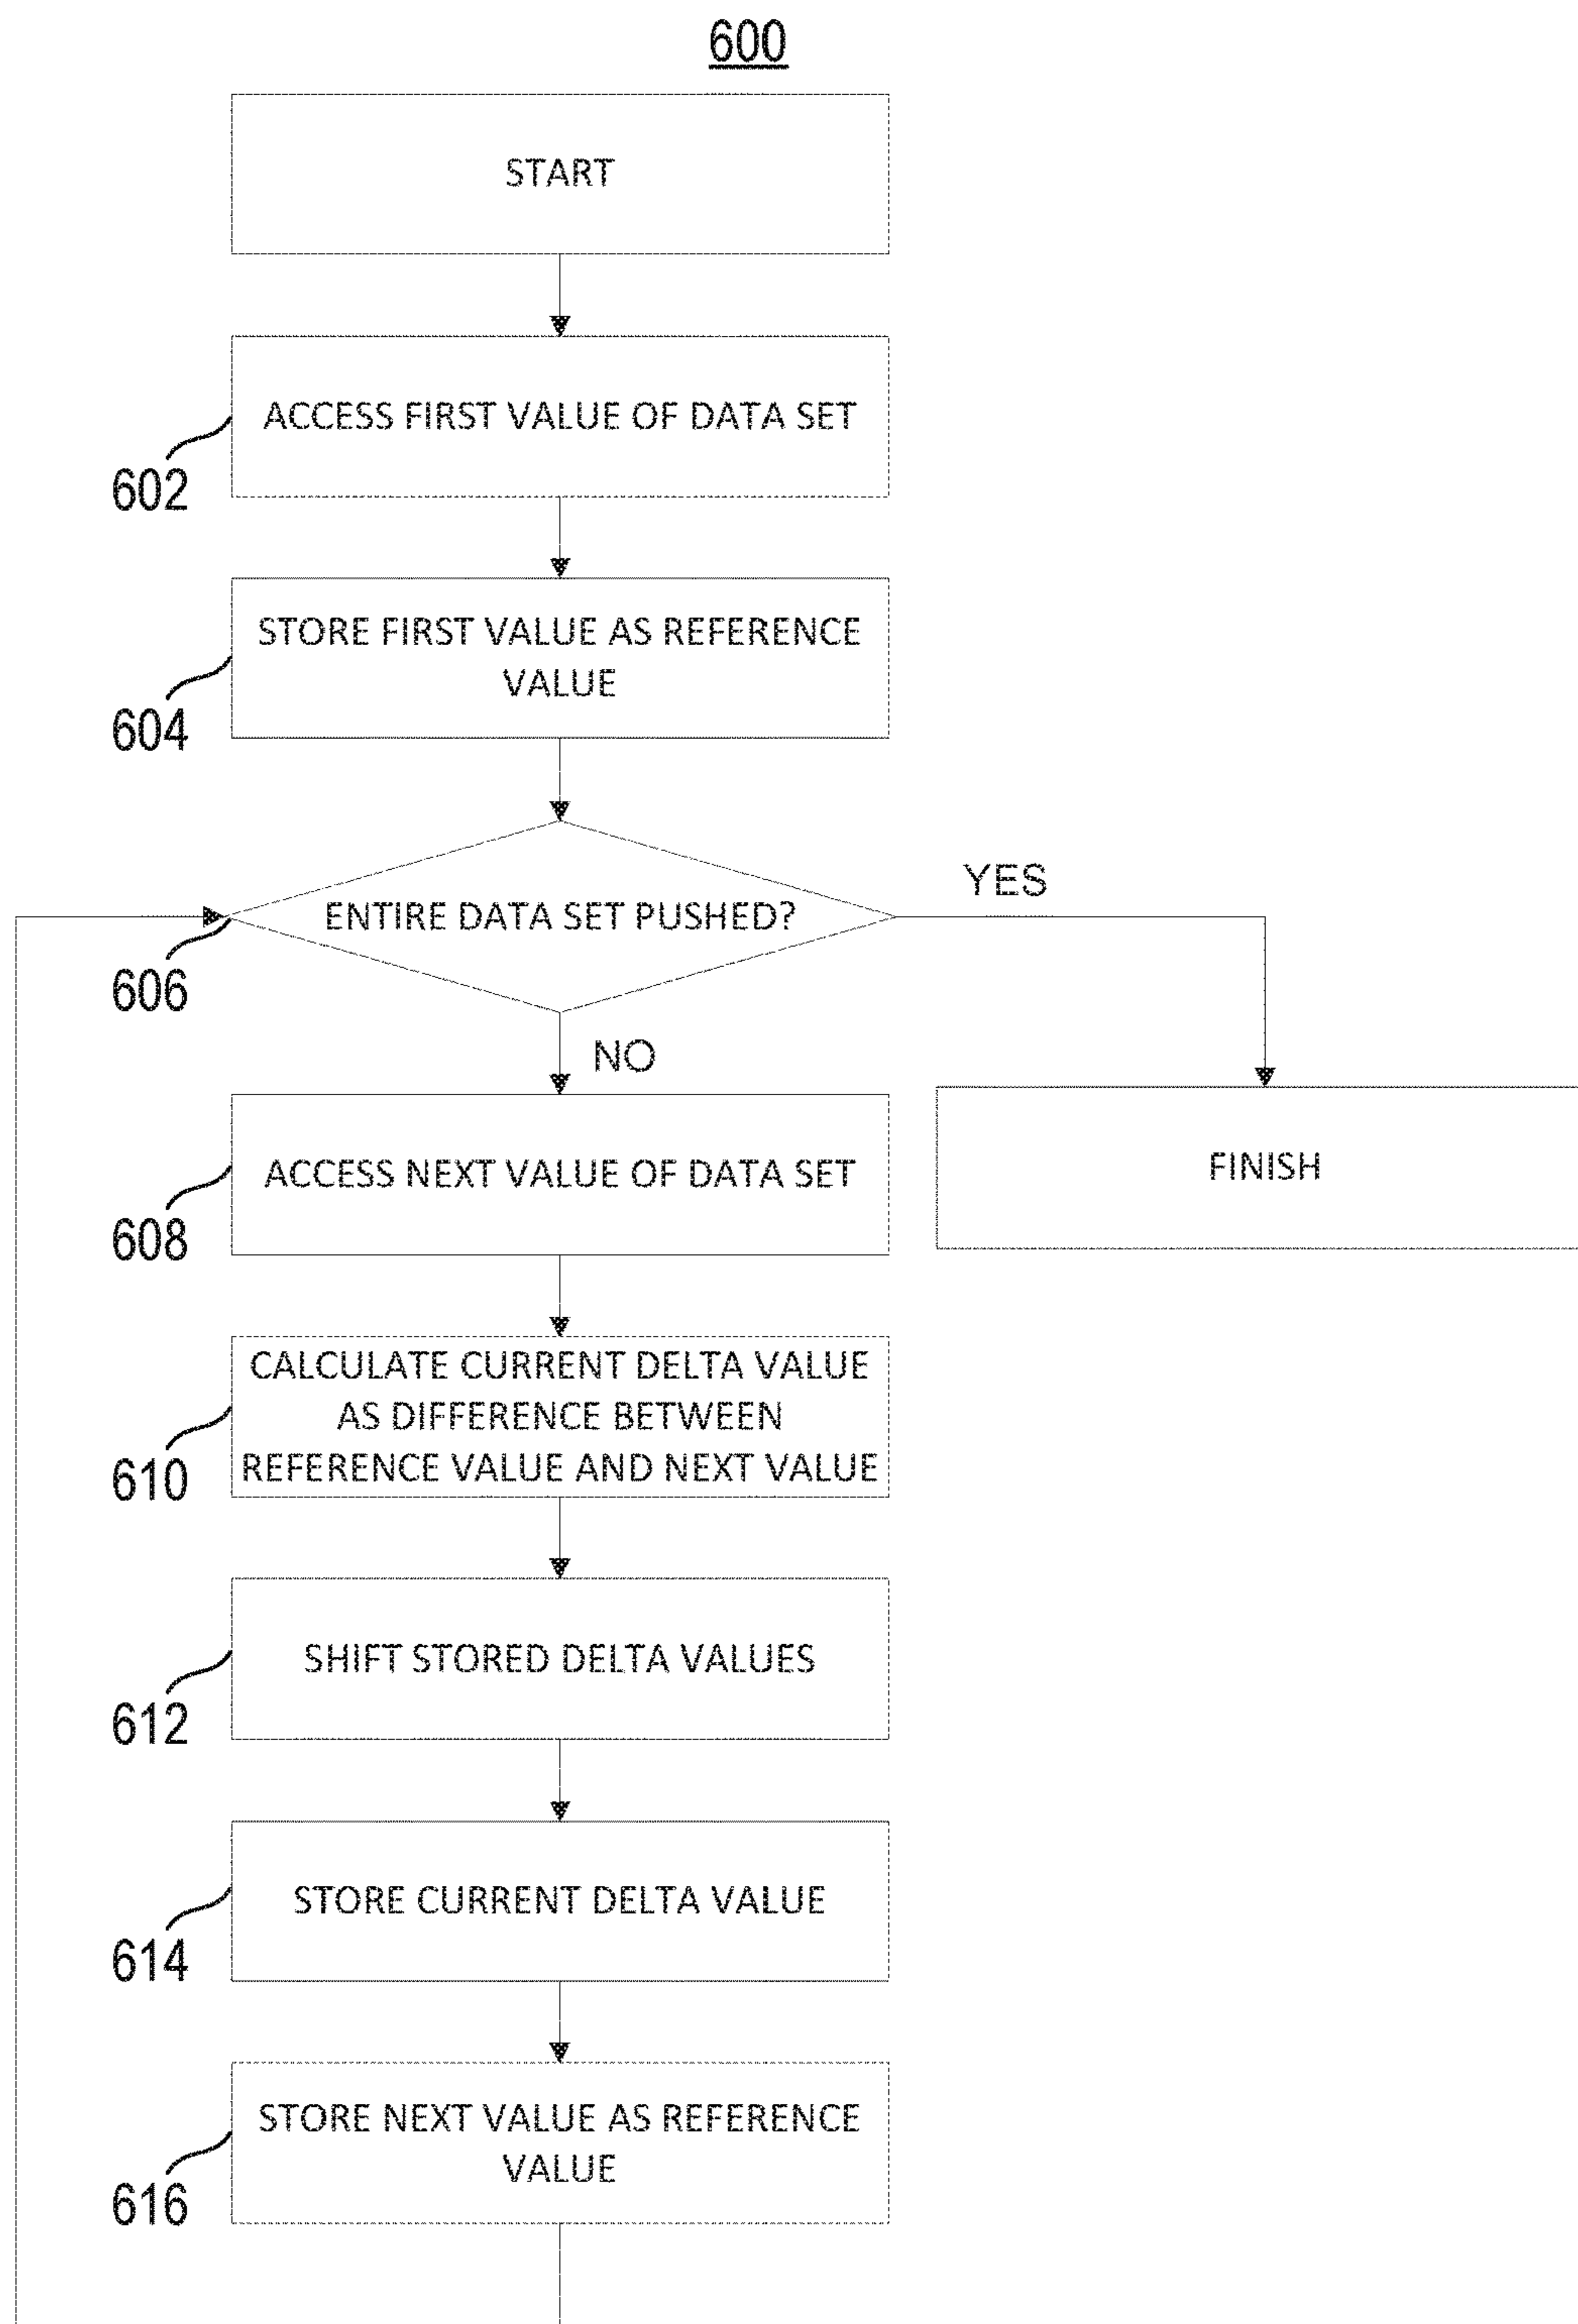 600
START
ACCESS FIRST VALUE OF DATA SET
602
STORE FIRST VALUE AS REFERENCE
VALUE
604
ENTIRE DATA SET PUSHED?
YES
606
NO
ACCESS NEXT VALUE OF DATA SET
FINISH
608
CALCULATE CURRENT DELTA VALUE
AS DIFFERENCE BETWEEN
REFERENCE VALUE AND NEXT VALUE
610
SHIFT STORED DELTA VALUES
612
STORE CURRENT DELTA VALUE
614
STORE NEXT VALUE AS REFERENCE
VALUE
616